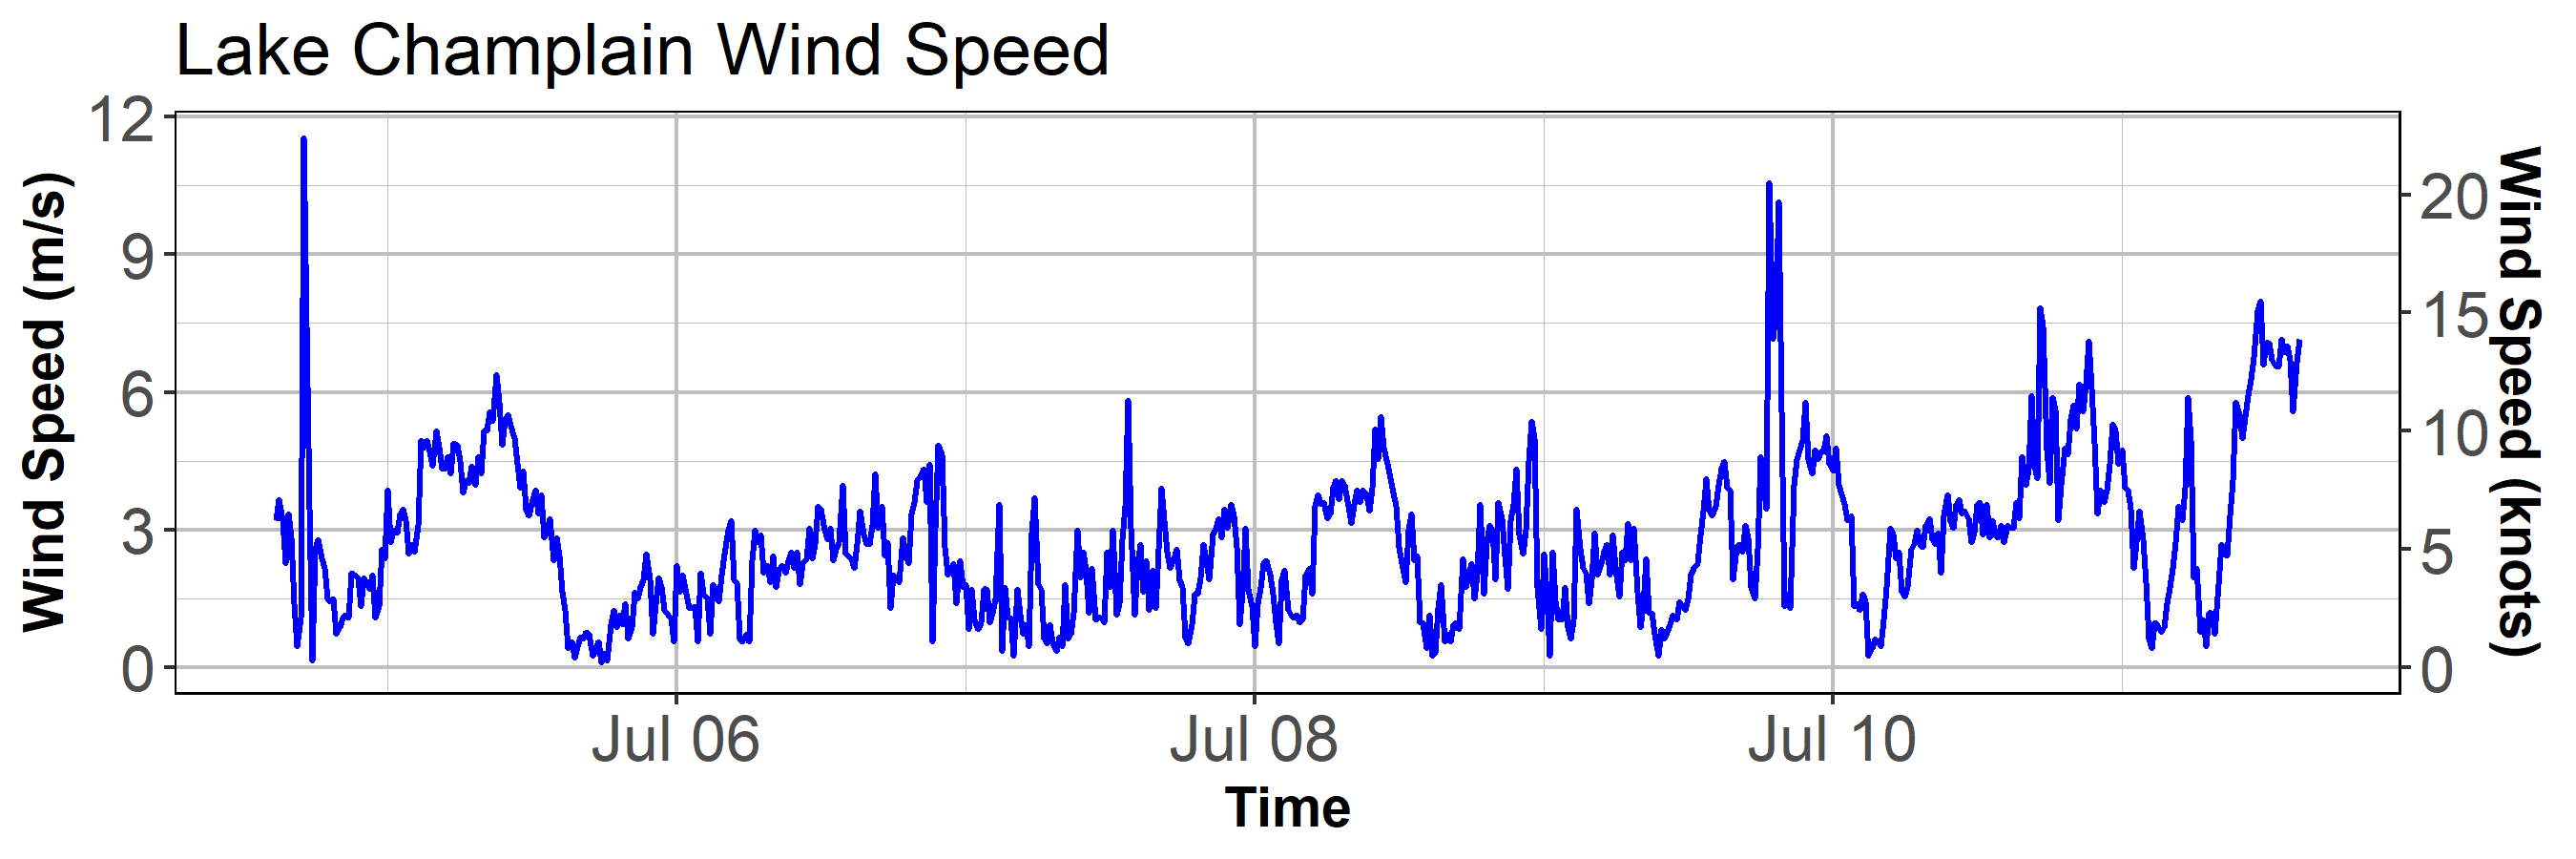 Lake Champlain Wind Speed
12
9
6
3
0
Wind Speed (m/s)
20
15
10
5
0
Wind Speed (knots)
Jul 06 Jul 08 Jul 10
Time